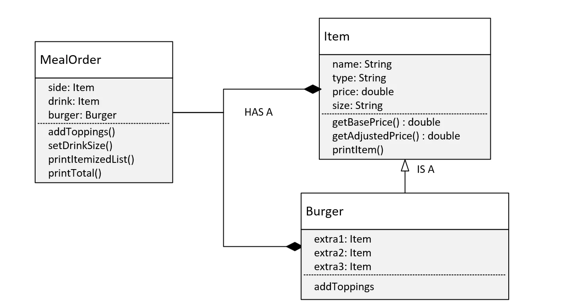 MealOrder
side: Item
drink: Item
burger: Burger
addToppings()
setDrinkSize()
printItemizedList()
printTotal()
HAS A
Item
name: String
type: String
price: double
size: String
getBasePrice() : double
getAdjustedPrice() : double
printItem()
IS A
Burger
extra1: Item
extra2: Item
extra3: Item
addToppings